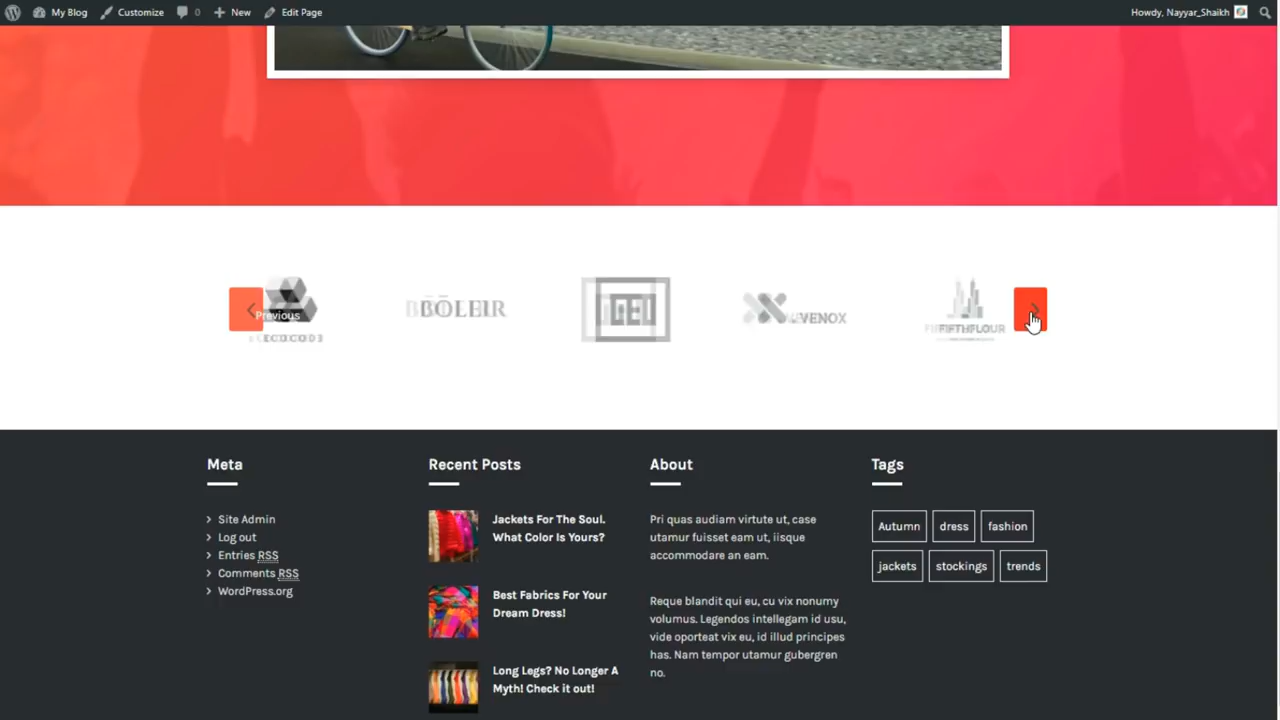 My Blog Customize 0 New Edit Page Howdy, Nayyar_Shaikh
Previous
VENOX
FIFTHFLOUR
Meta
Site Admin
Log out
Entries RSS
Comments RSS
WordPress.org
Recent Posts
Jackets For The Soul.
What Color Is Yours?
Best Fabrics For Your
Dream Dress!
Long Legs? No Longer A
Myth! Check it out!
About
Pri quas audiam virtute ut, case
utamur fuisset eam ut, iisque
accommodare an eam.
Reque blandit qui eu, cu vix nonumy
volumus. Legendos intellegam id usu,
vide oporteat vix eu, id illud principes
has. Nam tempor utamur gubergren
no.
Tags
Autumn dress fashion
jackets stockings trends